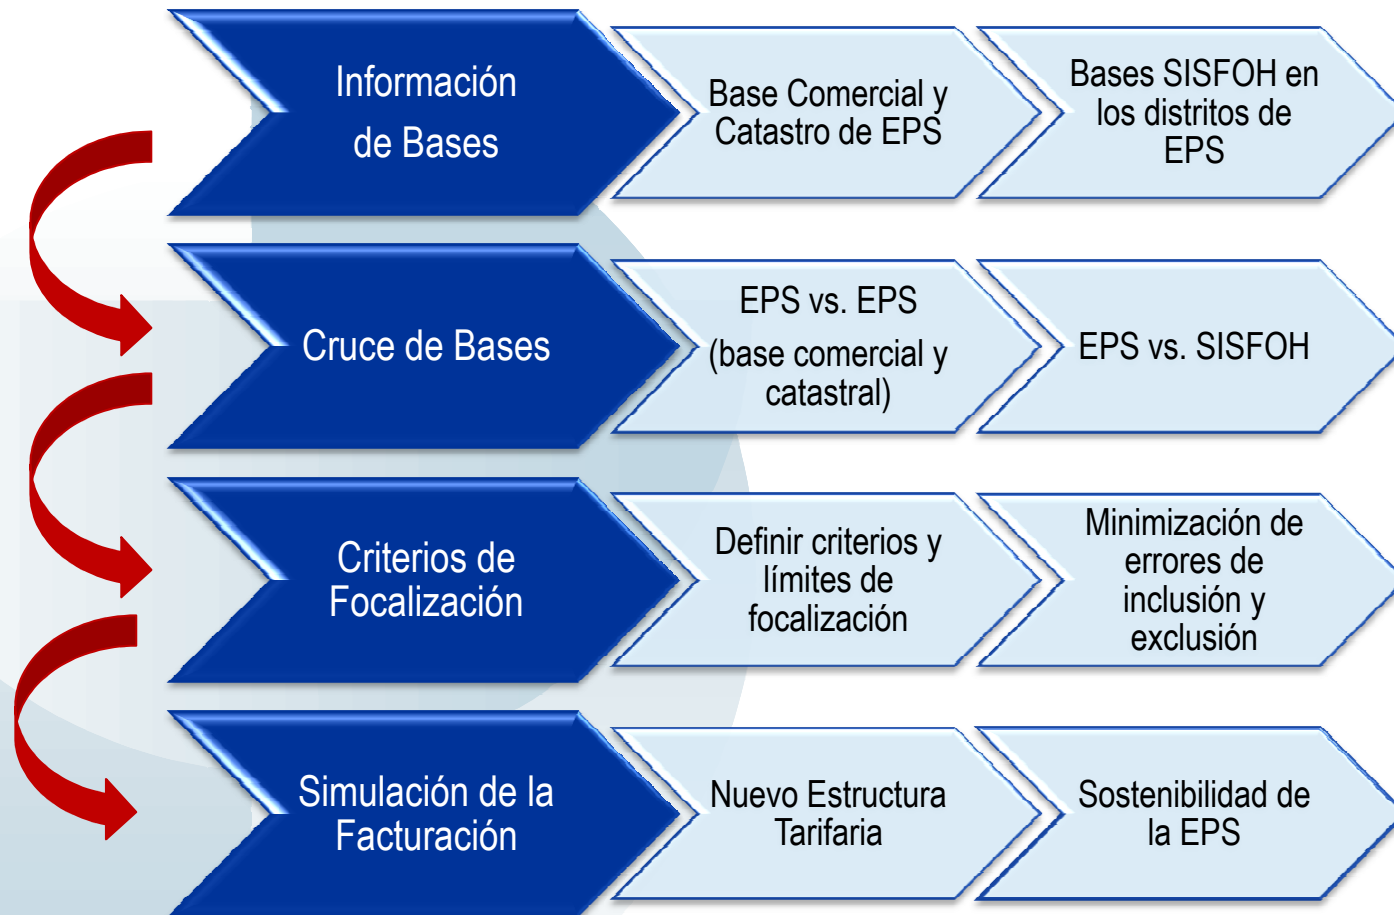 Información
de Bases
Base Comercial y
Catastro de EPS
Bases SISFOH en
los distritos de
EPS
Cruce de Bases
EPS vs. EPS
(base comercial y
catastral)
EPS vs. SISFOH
Criterios de
Focalización
Definir criterios y
límites de
focalización
Minimización de
errores de
inclusión y
exclusión
Simulación de la
Facturación
Nuevo Estructura
Tarifaria
Sostenibilidad de
la EPS